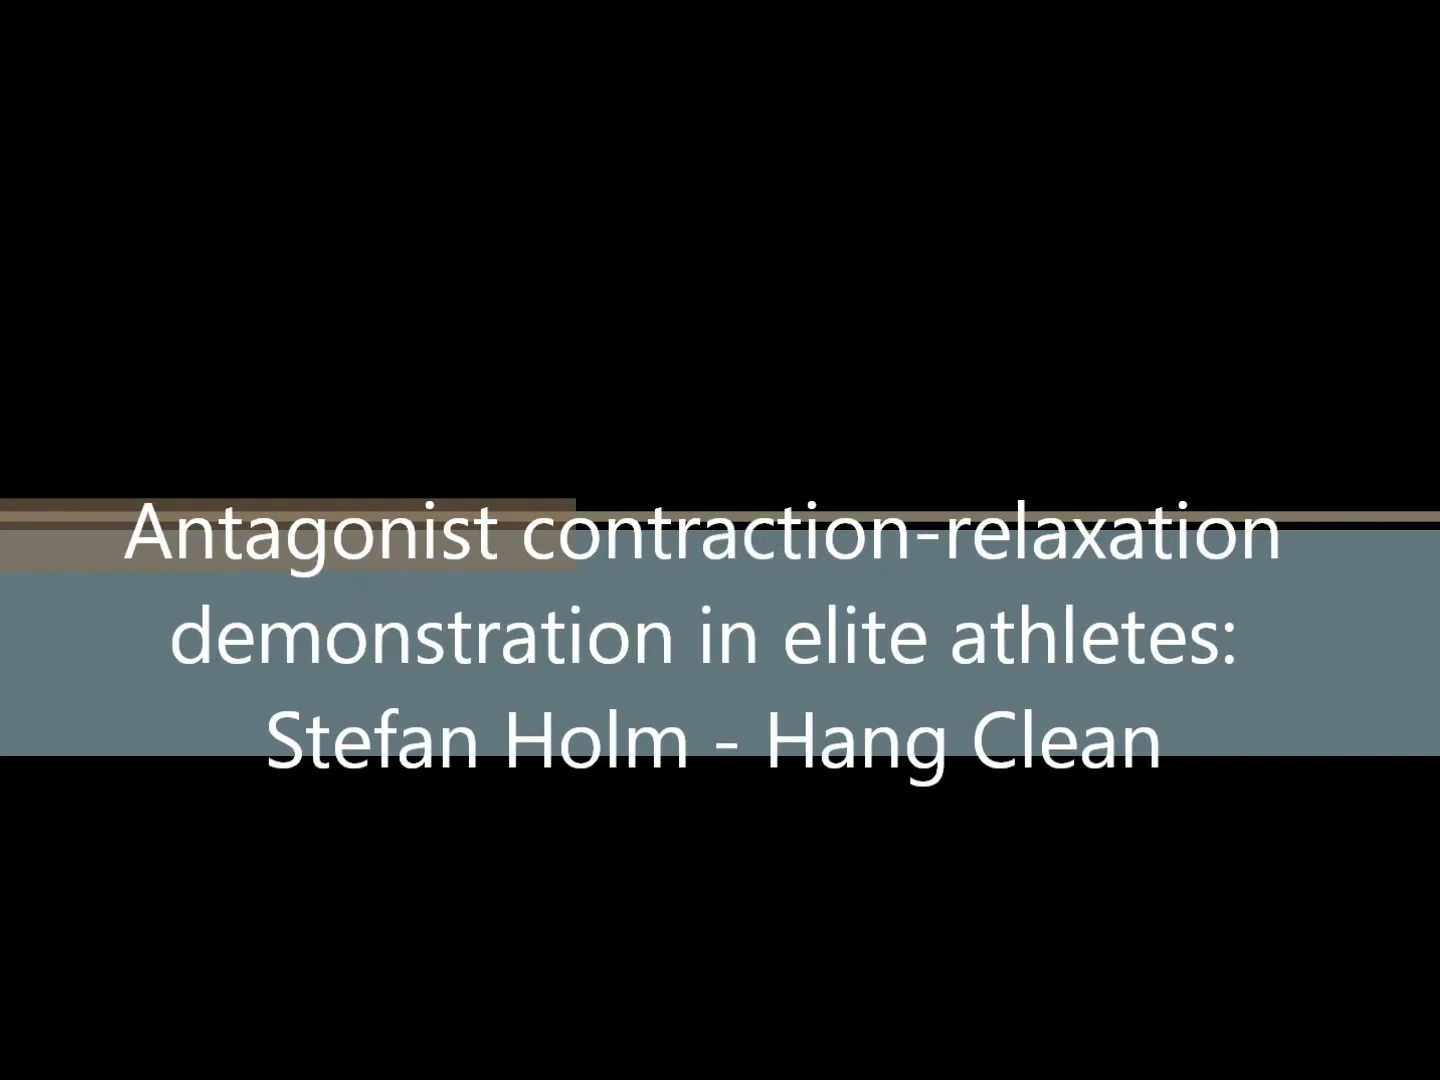 Antagonist contraction-relaxation
demonstration in elite athletes:
Stefan Holm - Hang Clean